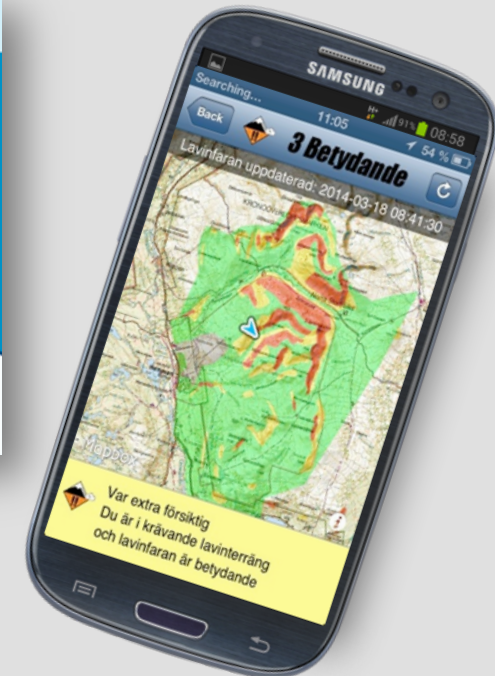 SAMSUNG
H+ 91% 08:58
Searching...
11:05
54 %
Back
3 Betydande
Lavinfaran uppdaterad: 2014-03-18 08:41:30
Mapbox
Var extra försiktig
Du är i krävande lavinterräng
och lavinfaran är betydande